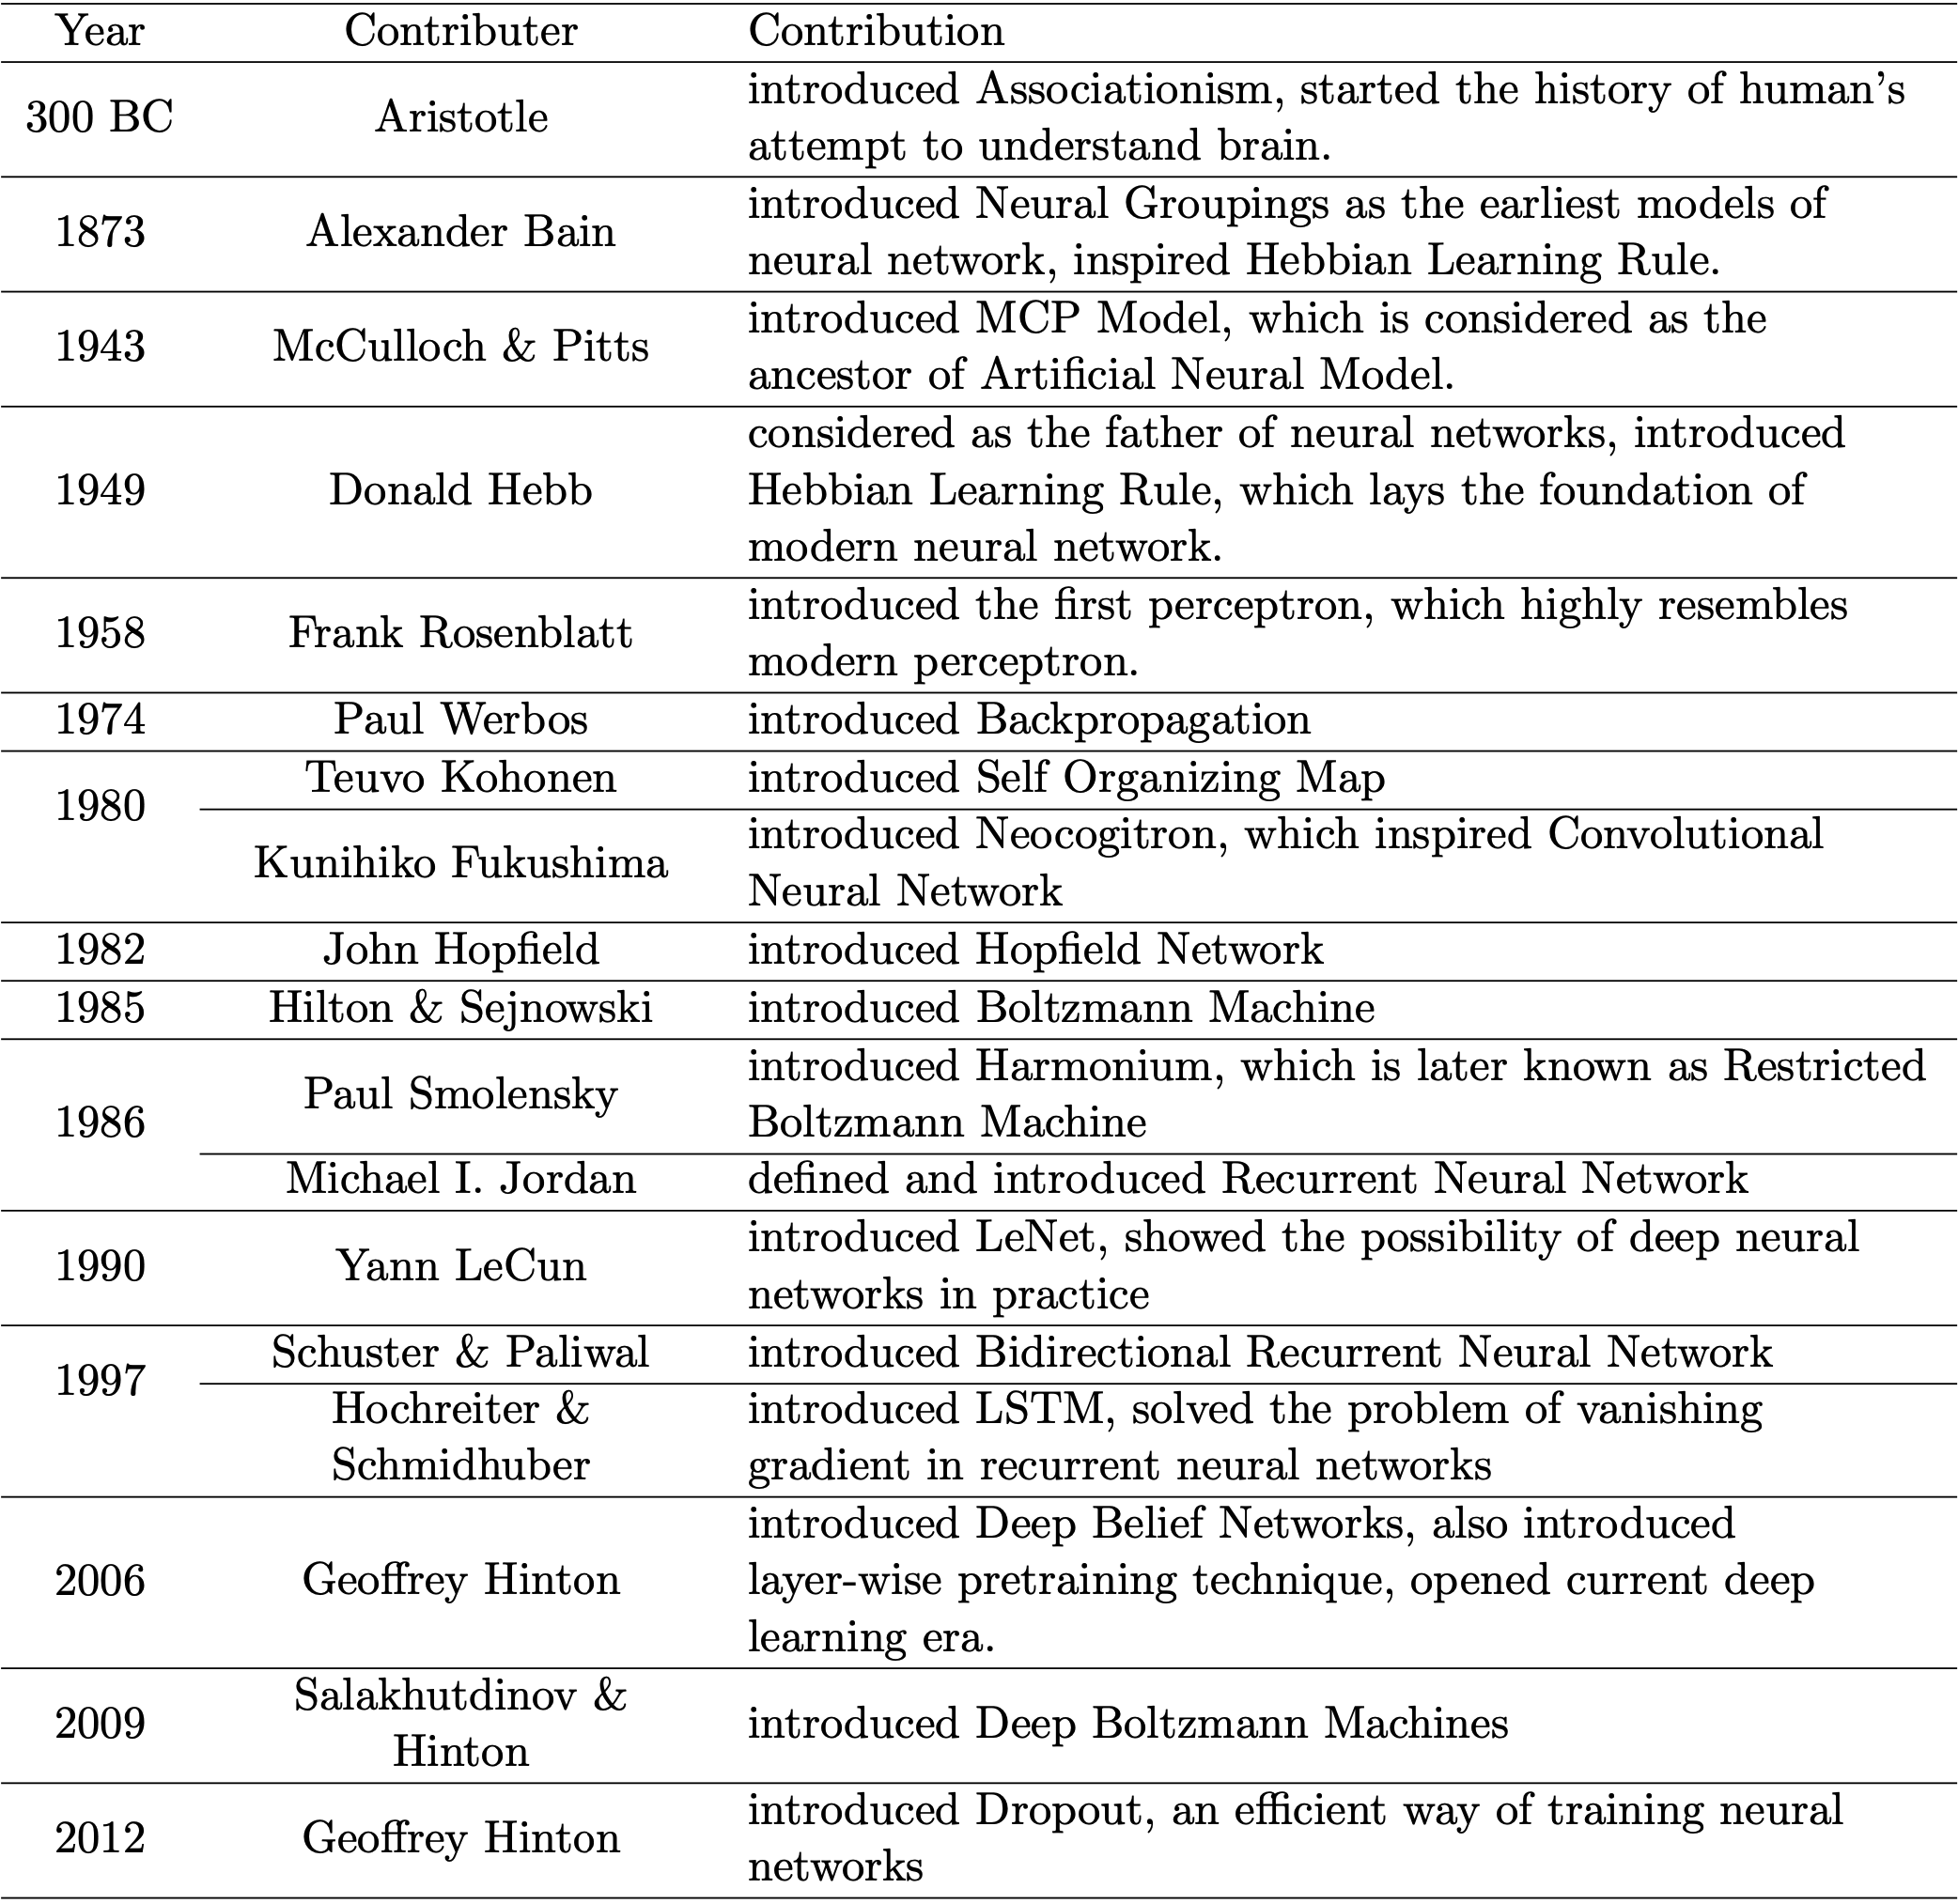 Year Contributer Contribution
300 BC Aristotle introduced Associationism, started the history of human's
attempt to understand brain.
1873 Alexander Bain introduced Neural Groupings as the earliest models of
neural network, inspired Hebbian Learning Rule.
1943 McCulloch & Pitts introduced MCP Model, which is considered as the
ancestor of Artificial Neural Model.
1949 Donald Hebb considered as the father of neural networks, introduced
Hebbian Learning Rule, which lays the foundation of
modern neural network.
1958 Frank Rosenblatt introduced the first perceptron, which highly resembles
modern perceptron.
1974 Paul Werbos introduced Backpropagation
1980 Teuvo Kohonen introduced Self Organizing Map
Kunihiko Fukushima introduced Neocogitron, which inspired Convolutional
Neural Network
1982 John Hopfield introduced Hopfield Network
1985 Hilton & Sejnowski introduced Boltzmann Machine
1986 Paul Smolensky introduced Harmonium, which is later known as Restricted
Boltzmann Machine
Michael I. Jordan defined and introduced Recurrent Neural Network
1990 Yann LeCun introduced LeNet, showed the possibility of deep neural
networks in practice
1997 Schuster & Paliwal introduced Bidirectional Recurrent Neural Network
Hochreiter & introduced LSTM, solved the problem of vanishing
Schmidhuber gradient in recurrent neural networks
2006 Geoffrey Hinton introduced Deep Belief Networks, also introduced
layer-wise pretraining technique, opened current deep
learning era.
2009 Salakhutdinov & introduced Deep Boltzmann Machines
Hinton
2012 Geoffrey Hinton introduced Dropout, an efficient way of training neural
networks